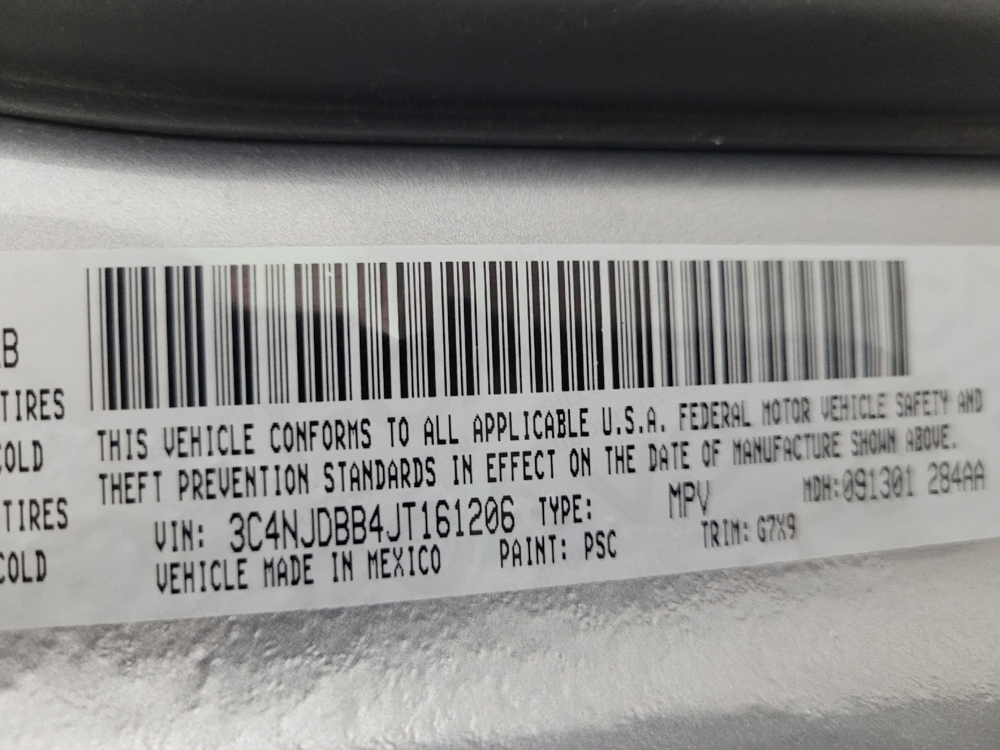 LB
TIRES
COLD
TIRES
COLD
THIS VEHICLE CONFORMS TO ALL APPLICABLE U.S.A. FEDERAL MOTOR VEHICLE SAFETY AND
THEFT PREVENTION STANDARDS IN EFFECT ON THE DATE OF MANUFACTURE SHOWN ABOVE.
VIN: 3C4NJDBB4JT161206 TYPE: MPV MDH:091301 284AA
VEHICLE MADE IN MEXICO PAINT: PSC TRIM: G7X9